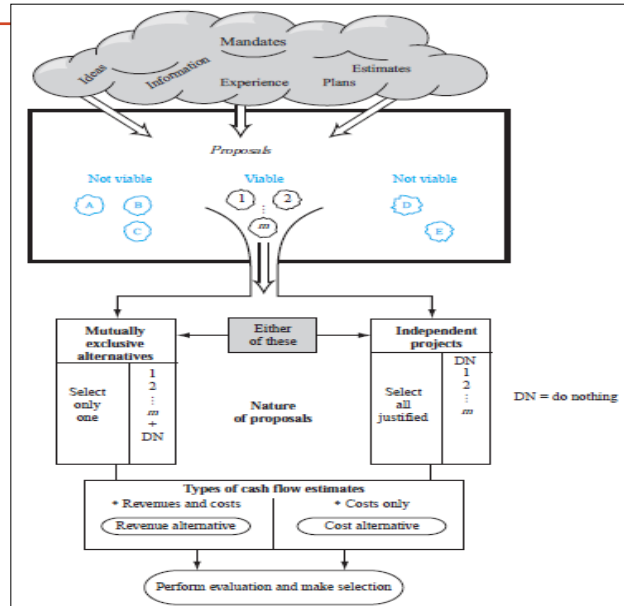 Mandates
Ideas
Information
Estimates
Experience
Plans
Proposals
Not viable
Viable
Not viable
A
B
C
1
2
⋮
m
D
E
Mutually
exclusive
alternatives
Either
of these
Independent
projects
Select
only
one
1
2
⋮
m
+
DN
Nature
of proposals
Select
all
justified
DN
1
2
⋮
m
DN = do nothing
Types of cash flow estimates
* Revenues and costs
* Costs only
Revenue alternative
Cost alternative
Perform evaluation and make selection